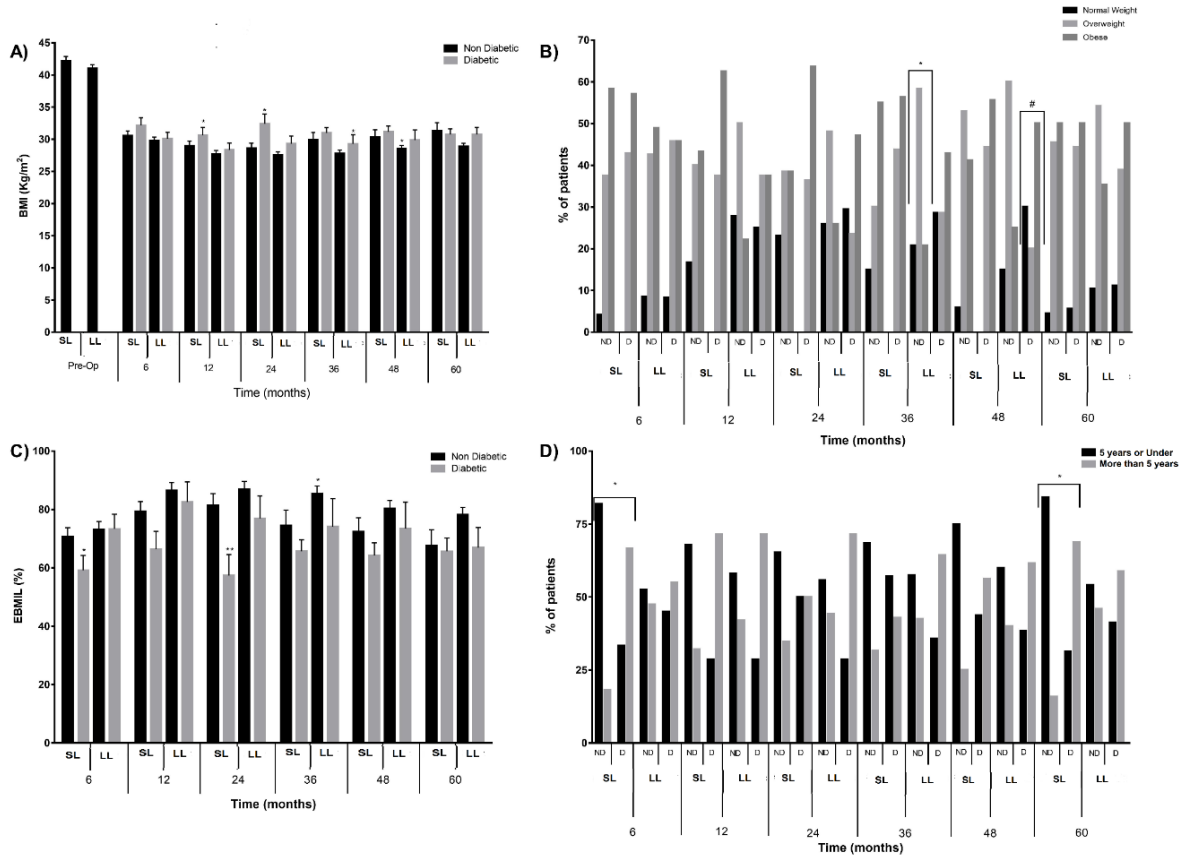 A)
45
40
35
30
25
20
15
10
5
0
BMI (Kg/m²)
Non Diabetic
Diabetic
* * * *
SL LL SL LL SL LL SL LL SL LL SL LL SL LL
Pre-Op 6 12 24 36 48 60
Time (months)
B)
Normal Weight
Overweight
Obese
70
60
50
40
30
20
10
0
% of patients
* #
ND D ND D ND D ND D ND D ND D ND D ND D ND D ND D ND D ND D
SL LL SL LL SL LL SL LL SL LL SL LL
6 12 24 36 48 60
Time (months)
C)
100
80
60
40
20
0
EBMIL (%)
Non Diabetic
Diabetic
* ** *
SL LL SL LL SL LL SL LL SL LL SL LL
6 12 24 36 48 60
Time (months)
D)
5 years or Under
More than 5 years
100
75
50
25
0
% of patients
* *
ND D ND D ND D ND D ND D ND D ND D ND D ND D ND D ND D ND D
SL LL SL LL SL LL SL LL SL LL SL LL
6 12 24 36 48 60
Time (months)